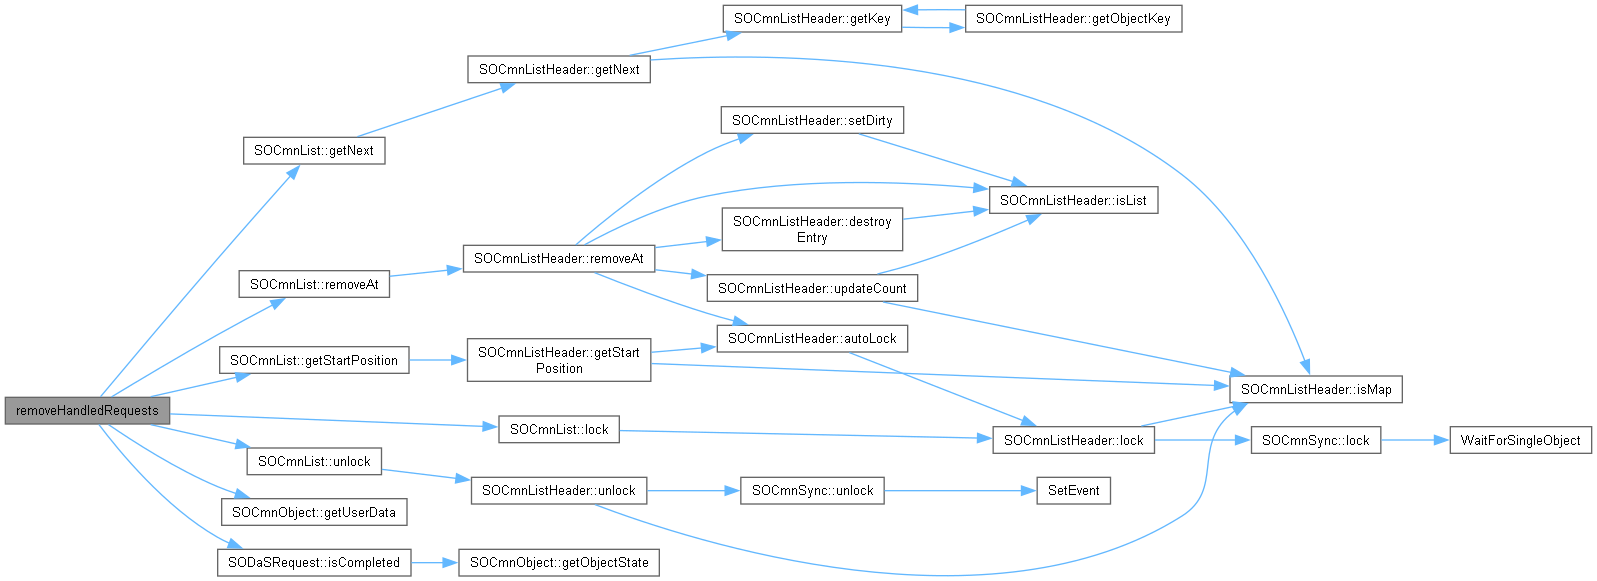 SOCmnListHeader::getKey
SOCmnListHeader::getObjectKey
SOCmnListHeader::getNext
SOCmnListHeader::setDirty
SOCmnList::getNext
SOCmnListHeader::isList
SOCmnListHeader::destroy
Entry
SOCmnListHeader::removeAt
SOCmnList::removeAt
SOCmnListHeader::updateCount
SOCmnListHeader::autoLock
SOCmnList::getStartPosition
SOCmnListHeader::getStart
Position
SOCmnListHeader::isMap
removeHandledRequests
SOCmnList::lock
SOCmnListHeader::lock
SOCmnSync::lock
WaitForSingleObject
SOCmnList::unlock
SOCmnListHeader::unlock
SOCmnSync::unlock
SetEvent
SOCmnObject::getUserData
SODaSRequest::isCompleted
SOCmnObject::getObjectState